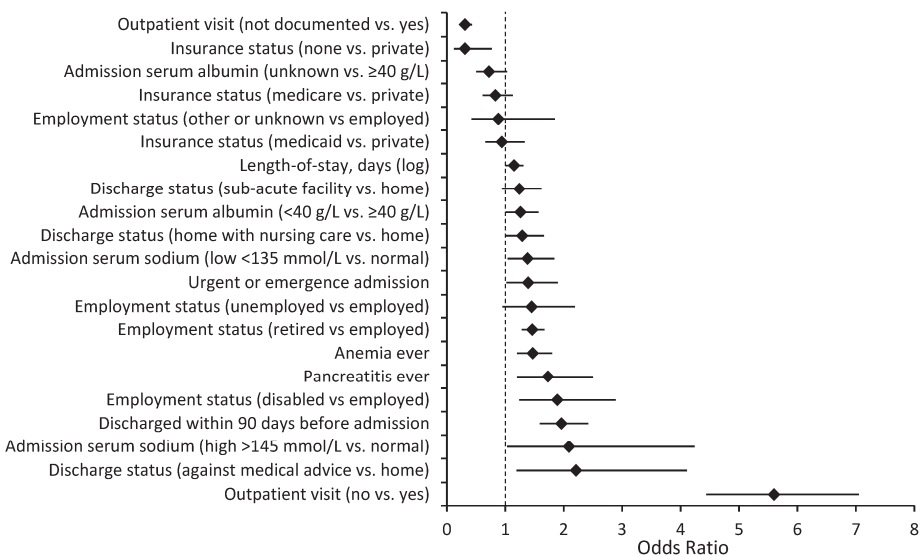 Outpatient visit (not documented vs. yes)
Insurance status (none vs. private)
Admission serum albumin (unknown vs. ≥40 g/L)
Insurance status (medicare vs. private)
Employment status (other or unknown vs employed)
Insurance status (medicaid vs. private)
Length-of-stay, days (log)
Discharge status (sub-acute facility vs. home)
Admission serum albumin (<40 g/L vs. ≥40 g/L)
Discharge status (home with nursing care vs. home)
Admission serum sodium (low <135 mmol/L vs. normal)
Urgent or emergence admission
Employment status (unemployed vs employed)
Employment status (retired vs employed)
Anemia ever
Pancreatitis ever
Employment status (disabled vs employed)
Discharged within 90 days before admission
Admission serum sodium (high >145 mmol/L vs. normal)
Discharge status (against medical advice vs. home)
Outpatient visit (no vs. yes)
0 1 2 3 4 5 6 7 8
Odds Ratio